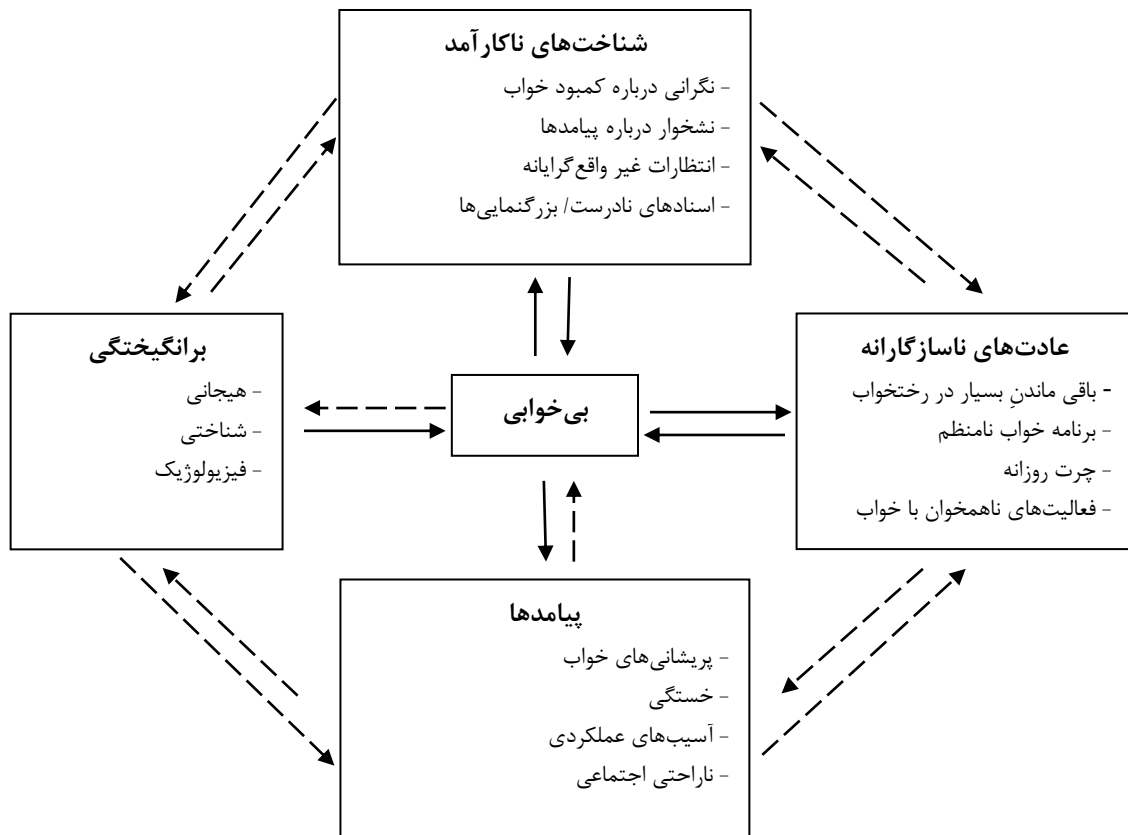 شناخت‌های ناکارآمد
- نگرانی درباره کمبود خواب
- نشخوار درباره پیامدها
- انتظارات غیر واقع‌گرایانه
- اسنادهای نادرست/ بزرگنمایی‌ها
عادت‌های ناسازگارانه
- باقی ماندنِ بسیار در رختخواب
- برنامه خواب نامنظم
- چرت روزانه
- فعالیت‌های ناهمخوان با خواب
بی‌خوابی
برانگیختگی
- هیجانی
- شناختی
- فیزیولوژیک
پیامدها
- پریشانی‌های خواب
- خستگی
- آسیب‌های عملکردی
- ناراحتی اجتماعی